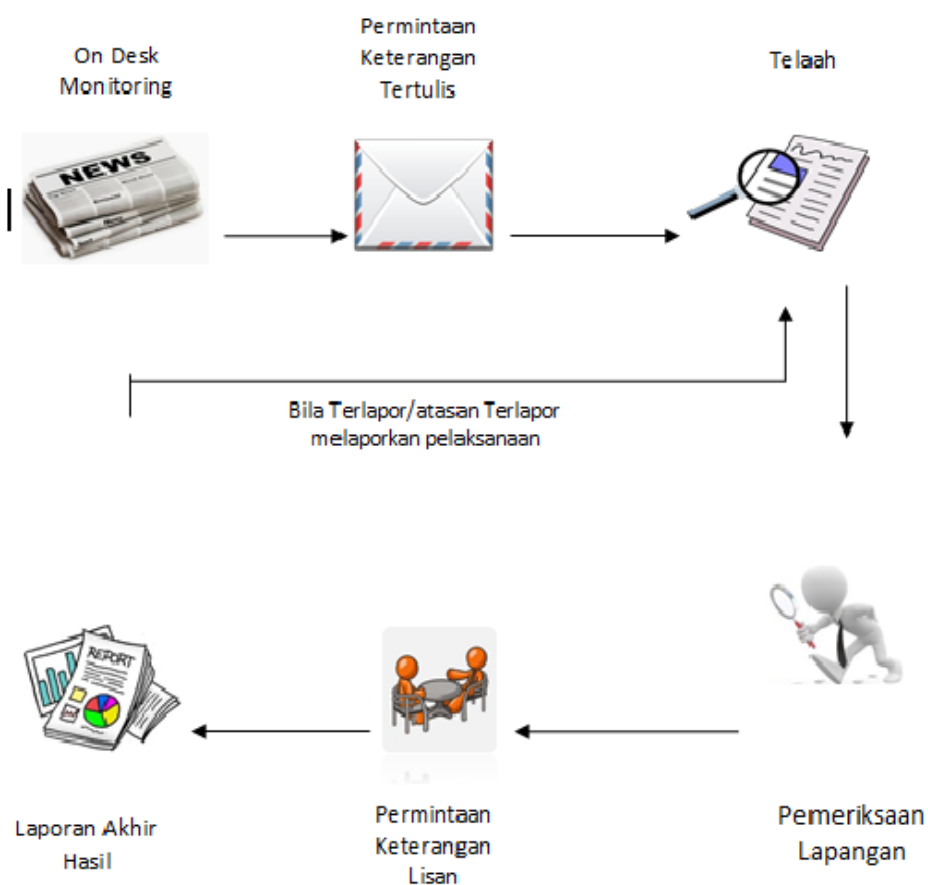 On Desk
Monitoring
Permintaan
Keterangan
Tertulis
Telaah
NEWS
Bila Terlapor/atasan Terlapor
melaporkan pelaksanaan
REPORT
Laporan Akhir
Hasil
Permintaan
Keterangan
Lisan
Pemeriksaan
Lapangan